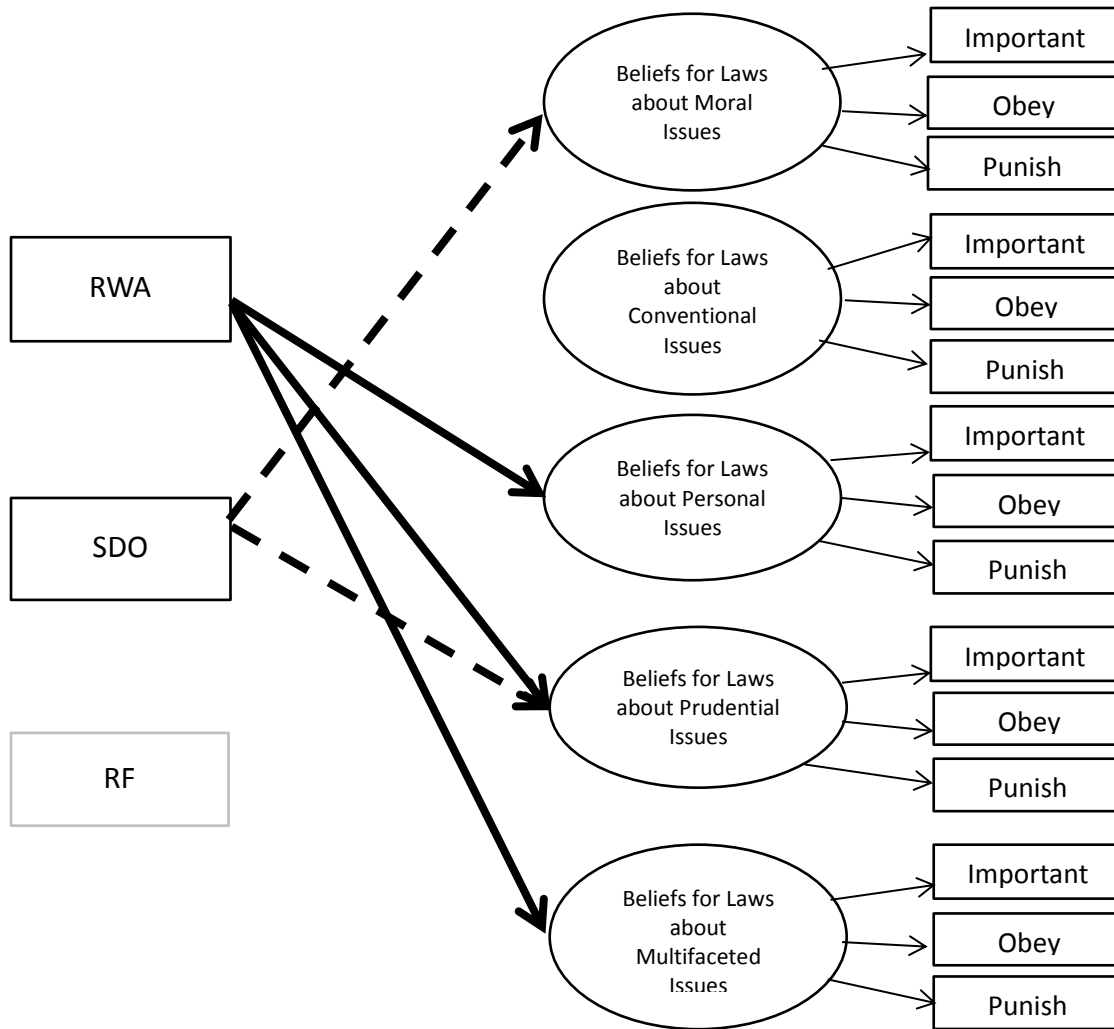 RWA
SDO
RF
Beliefs for Laws
about Moral
Issues
Important
Obey
Punish
Beliefs for Laws
about
Conventional
Issues
Important
Obey
Punish
Beliefs for Laws
about Personal
Issues
Important
Obey
Punish
Beliefs for Laws
about Prudential
Issues
Important
Obey
Punish
Beliefs for Laws
about
Multifaceted
Issues
Important
Obey
Punish